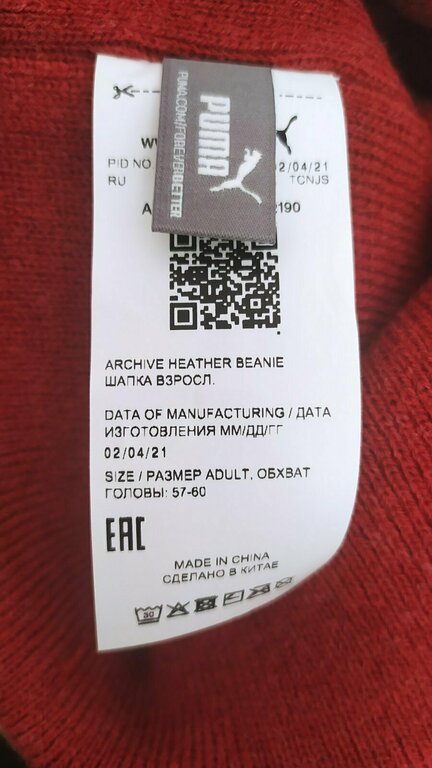 PUMA
PUMA.COM/FOREVERBETTER
PID NO
02/04/21
RU
TCNJS
ARCHIVE HEATHER BEANIE
ШАПКА ВЗРОСЛ.
DATA OF MANUFACTURING / ДАТА
ИЗГОТОВЛЕНИЯ ММ/ДД/ГГ
02/04/21
SIZE / РАЗМЕР ADULT, ОБХВАТ
ГОЛОВЫ: 57-60
EAC
MADE IN CHINA
СДЕЛАНО В КИТАЕ
30